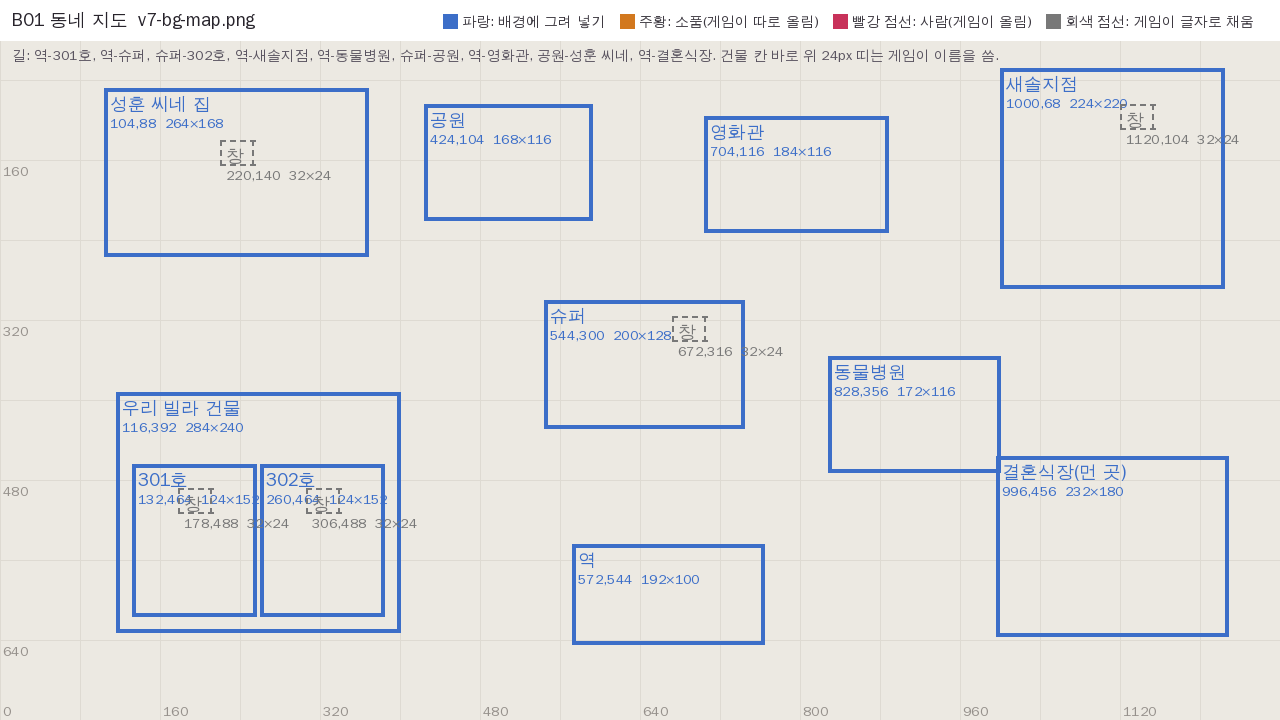 B01 동네 지도  v7-bg-map.png
파랑: 배경에 그려 넣기
주황: 소품(게임이 따로 올림)
빨강 점선: 사람(게임이 올림)
회색 점선: 게임이 글자로 채움
길: 역-301호, 역-슈퍼, 슈퍼-302호, 역-새솔지점, 역-동물병원, 슈퍼-공원, 역-영화관, 공원-성훈 씨네, 역-결혼식장. 건물 칸 바로 위 24px 띠는 게임이 이름을 씀.
성훈 씨네 집
104,88  264×168
창
220,140  32×24
공원
424,104  168×116
영화관
704,116  184×116
새솔지점
1000,68  224×220
창
1120,104  32×24
160
320
슈퍼
544,300  200×128
창
672,316  32×24
동물병원
828,356  172×116
우리 빌라 건물
116,392  284×240
301호
132,464  124×152
창
178,488  32×24
302호
260,464  124×152
창
306,488  32×24
결혼식장(먼 곳)
996,456  232×180
480
역
572,544  192×100
640
0
160
320
480
640
800
960
1120